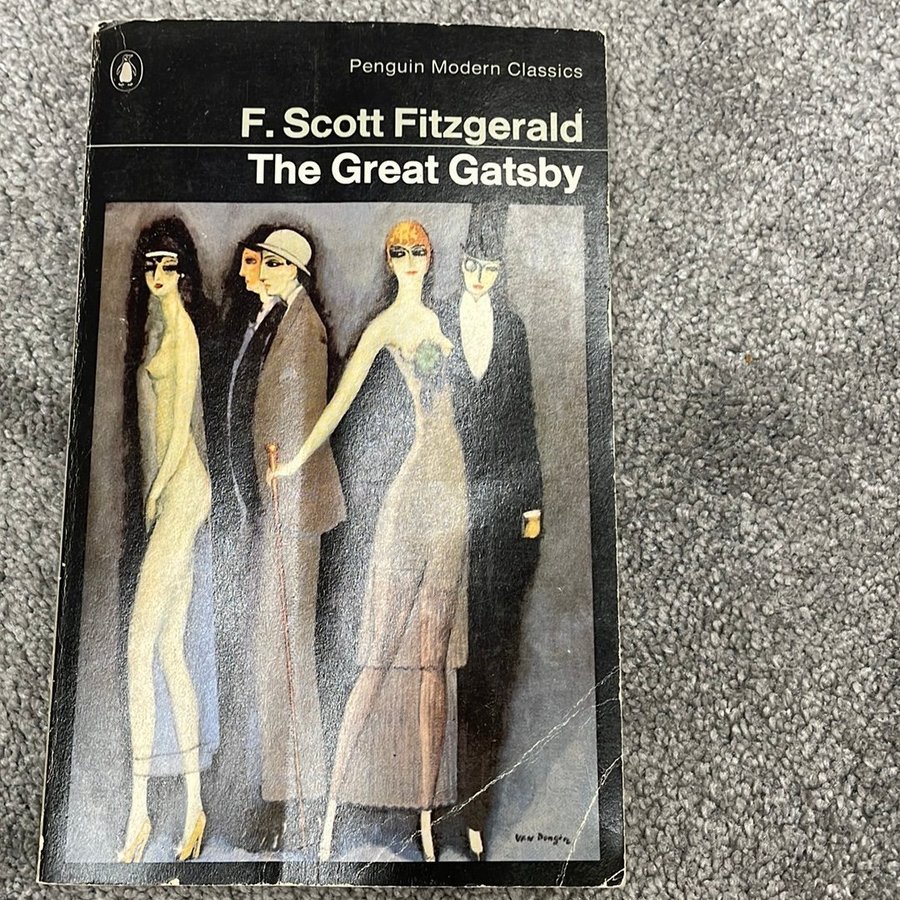 Penguin Modern Classics
F. Scott Fitzgerald
The Great Gatsby
VAN Dongen